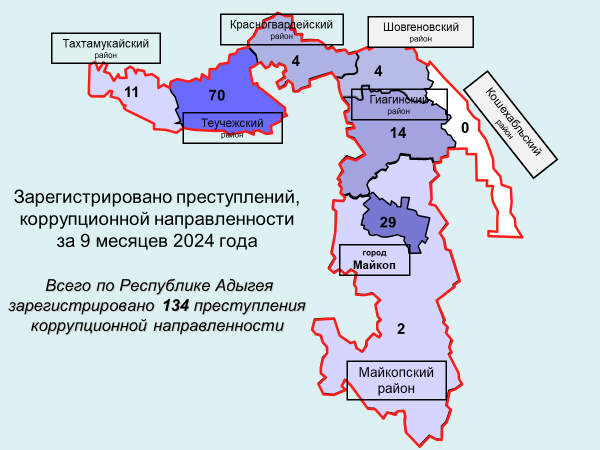 Красногвардейский
район
Шовгеновский
район
Тахтамукайский
район
4
4
11
70
Гиагинский
район
Кошехабльский
район
0
Теучежский
район
14
Зарегистрировано преступлений,
коррупционной направленности
за 9 месяцев 2024 года
29
город
Майкоп
Всего по Республике Адыгея
зарегистрировано 134 преступления
коррупционной направленности
2
Майкопский
район